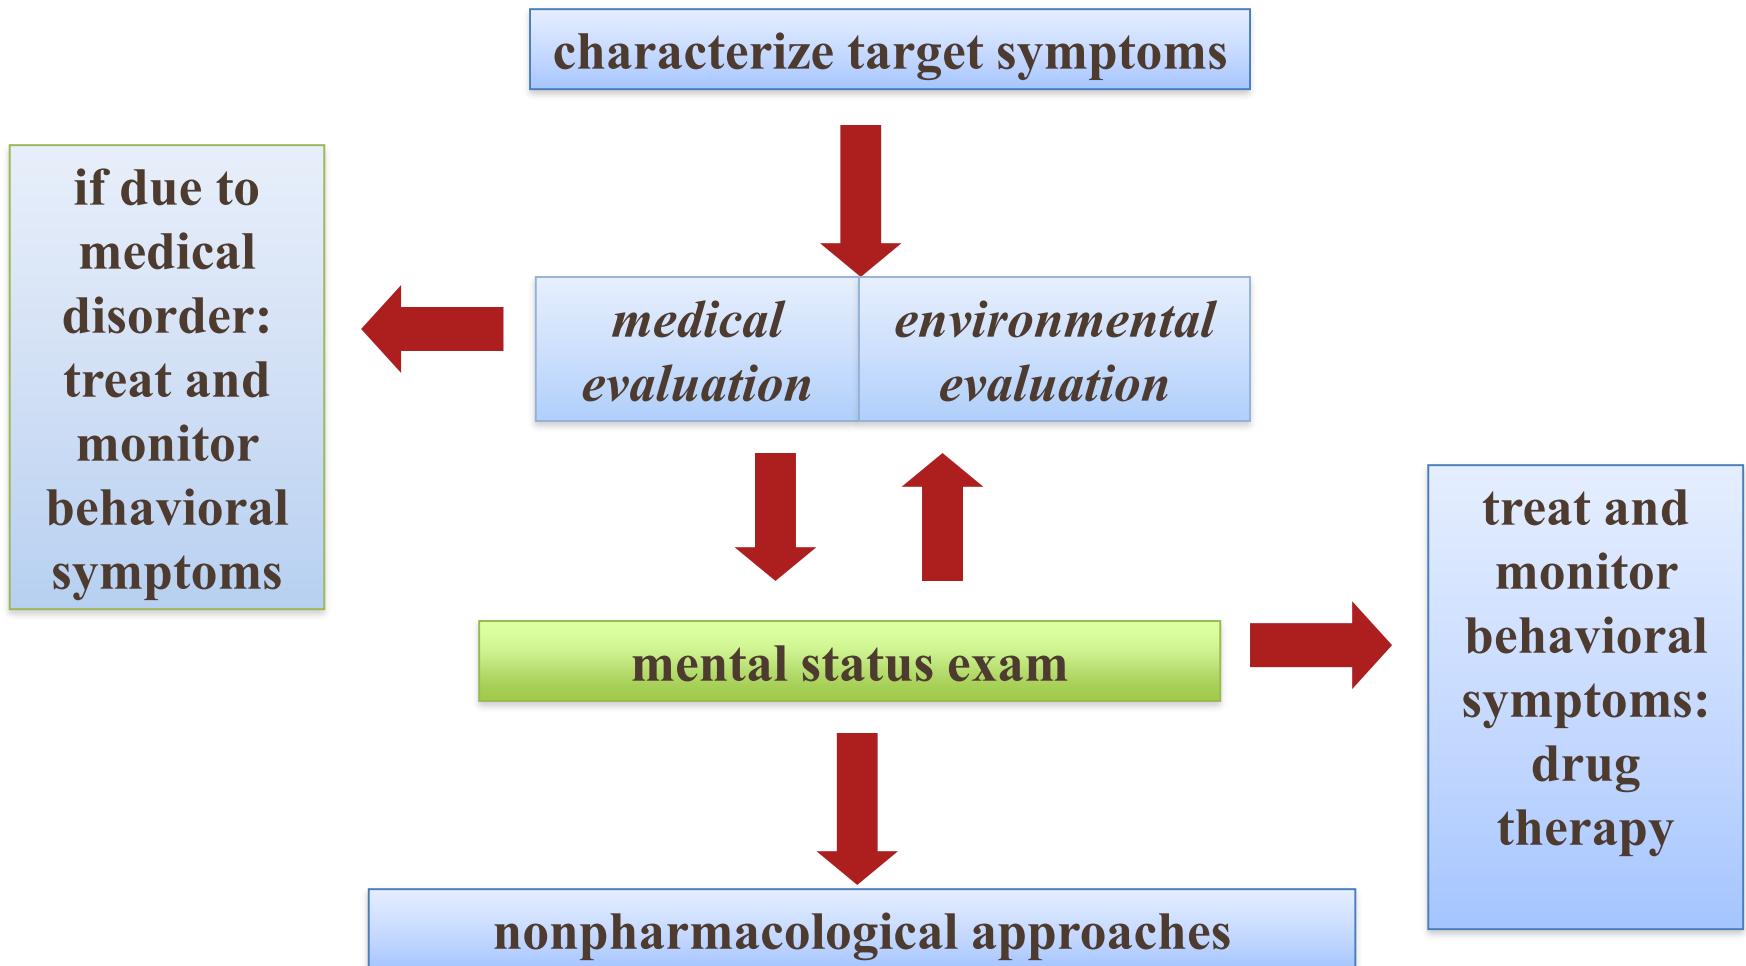 characterize target symptoms
if due to
medical
disorder:
treat and
monitor
behavioral
symptoms
medical
evaluation
environmental
evaluation
mental status exam
treat and
monitor
behavioral
symptoms:
drug
therapy
nonpharmacological approaches